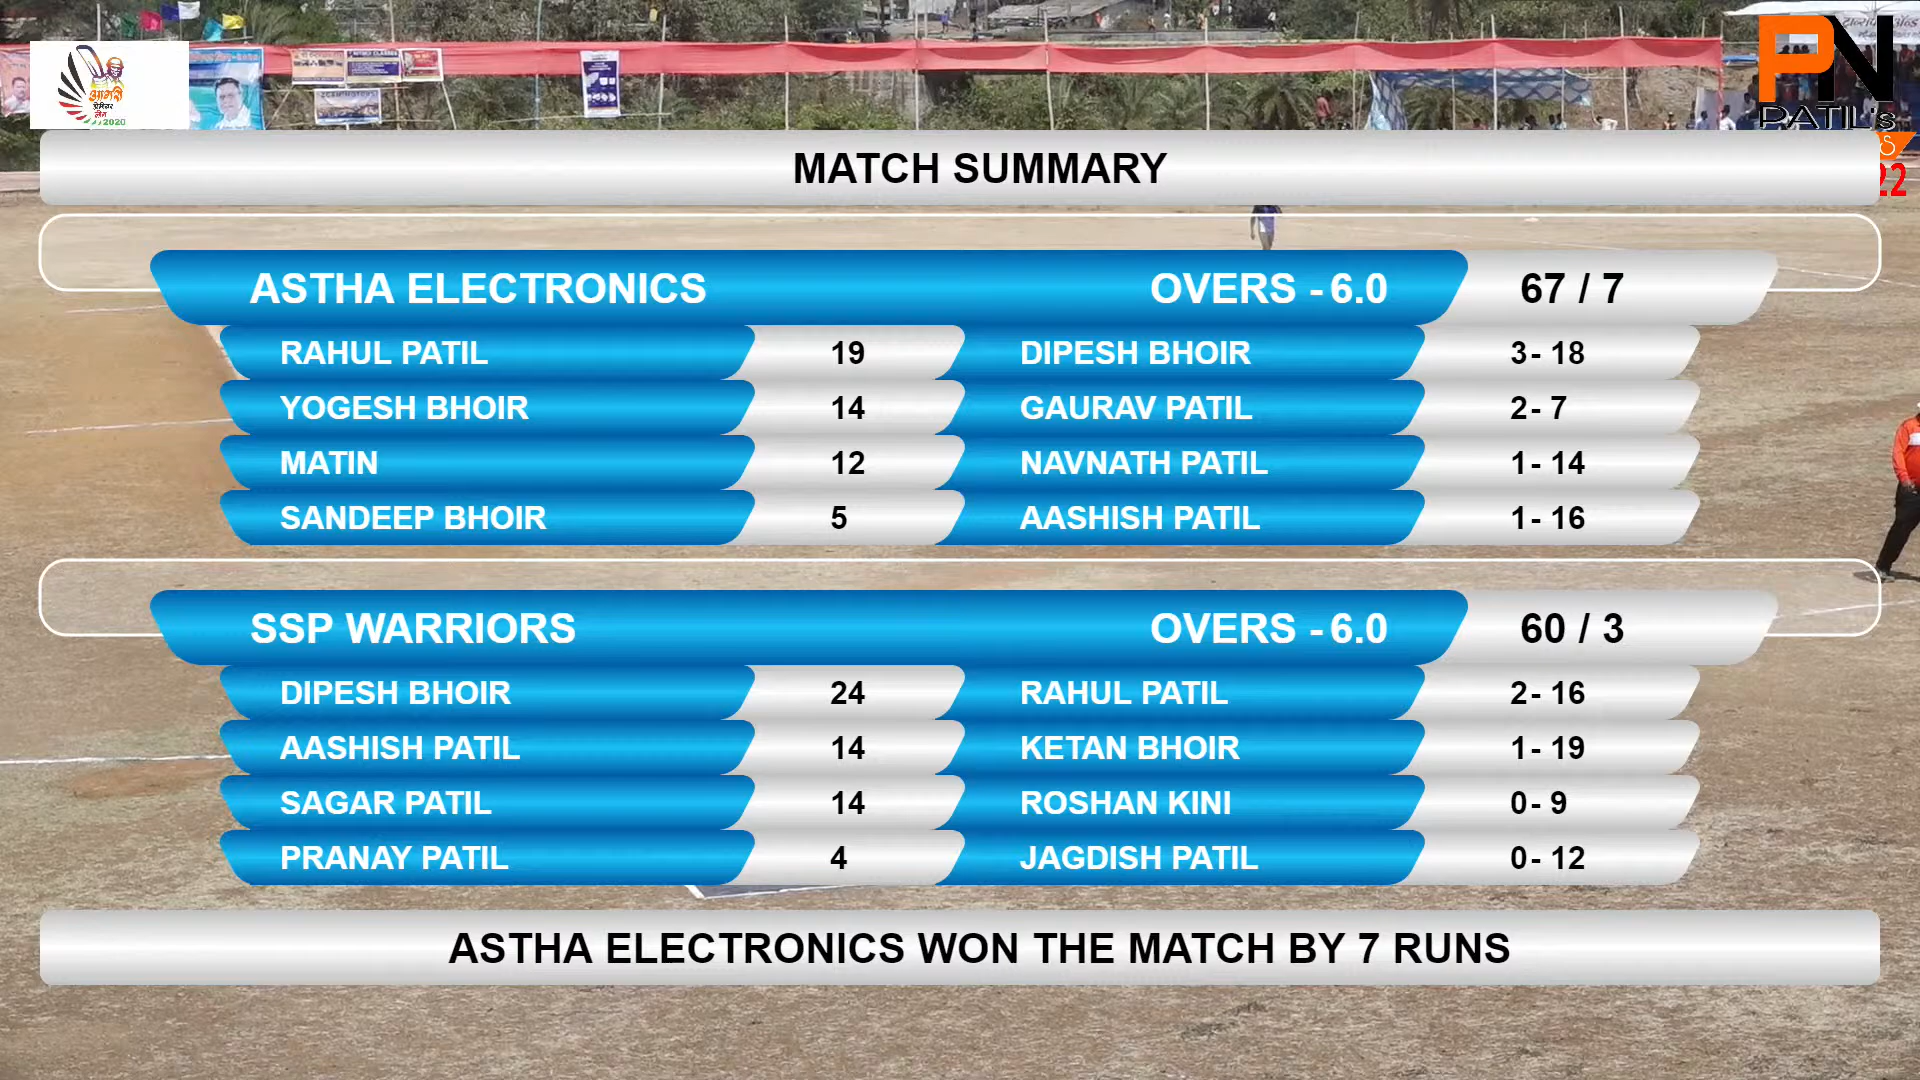 आगरी
प्रिमियर
लीग
2020
PN
PATIL's
22
MATCH SUMMARY
ASTHA ELECTRONICS OVERS - 6.0 67 / 7
RAHUL PATIL 19 DIPESH BHOIR 3 - 18
YOGESH BHOIR 14 GAURAV PATIL 2 - 7
MATIN 12 NAVNATH PATIL 1 - 14
SANDEEP BHOIR 5 AASHISH PATIL 1 - 16
SSP WARRIORS OVERS - 6.0 60 / 3
DIPESH BHOIR 24 RAHUL PATIL 2 - 16
AASHISH PATIL 14 KETAN BHOIR 1 - 19
SAGAR PATIL 14 ROSHAN KINI 0 - 9
PRANAY PATIL 4 JAGDISH PATIL 0 - 12
ASTHA ELECTRONICS WON THE MATCH BY 7 RUNS